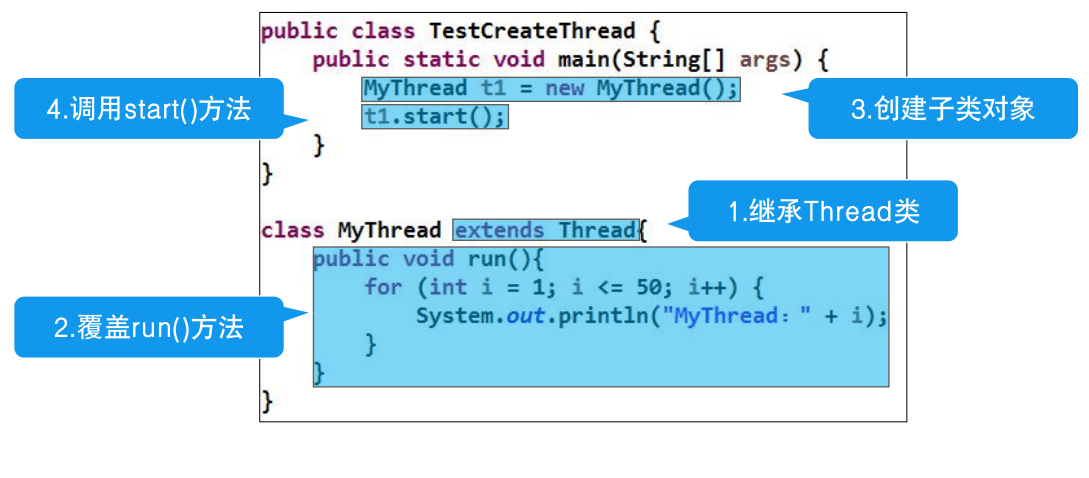 public class TestCreateThread {
public static void main(String[] args) {
MyThread t1 = new MyThread();
t1.start();
}
}
class MyThread extends Thread{
public void run(){
for (int i = 1; i <= 50; i++) {
System.out.println("MyThread：" + i);
}
}
}
4.调用start()方法
3.创建子类对象
1.继承Thread类
2.覆盖run()方法